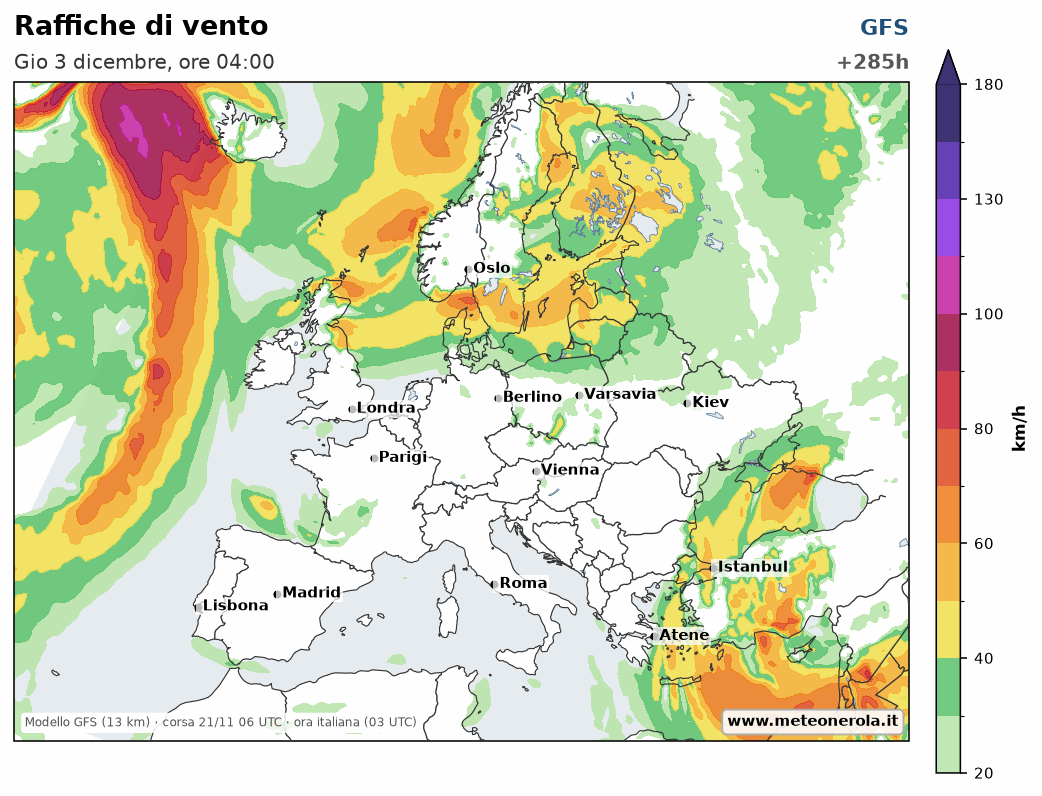 Raffiche di vento
GFS
Gio 3 dicembre, ore 04:00
+285h
180
130
100
80
60
40
20
km/h
Oslo
Berlino
Varsavia
Kiev
Londra
Parigi
Vienna
Istanbul
Roma
Madrid
Lisbona
Atene
Modello GFS (13 km) · corsa 21/11 06 UTC · ora italiana (03 UTC)
www.meteonerola.it